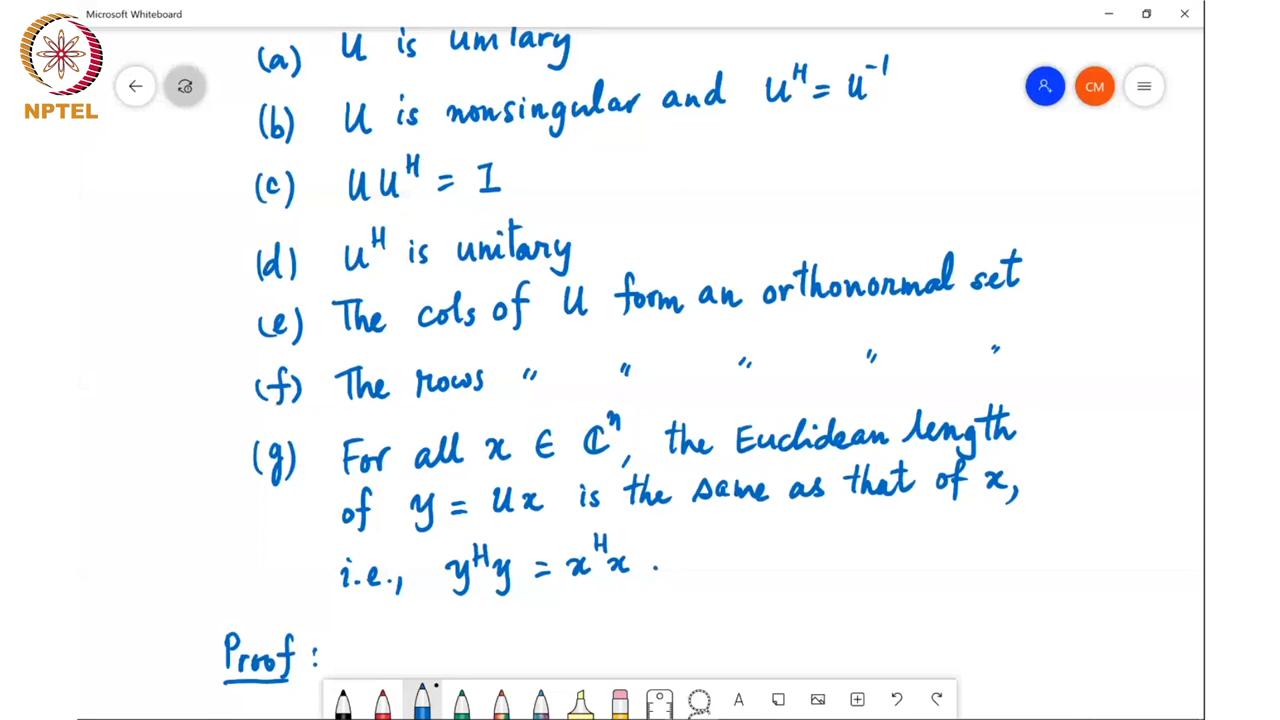 Microsoft Whiteboard
NPTEL
CM
(a) U is unitary
(b) U is nonsingular and U^H = U^-1
(c) UU^H = I
(d) U^H is unitary
(e) The cols of U form an orthonormal set
(f) The rows " " " " "
(g) For all x ∈ ℂ^n, the Euclidean length
of y = Ux is the same as that of x,
i.e., y^H y = x^H x .
Proof :
A